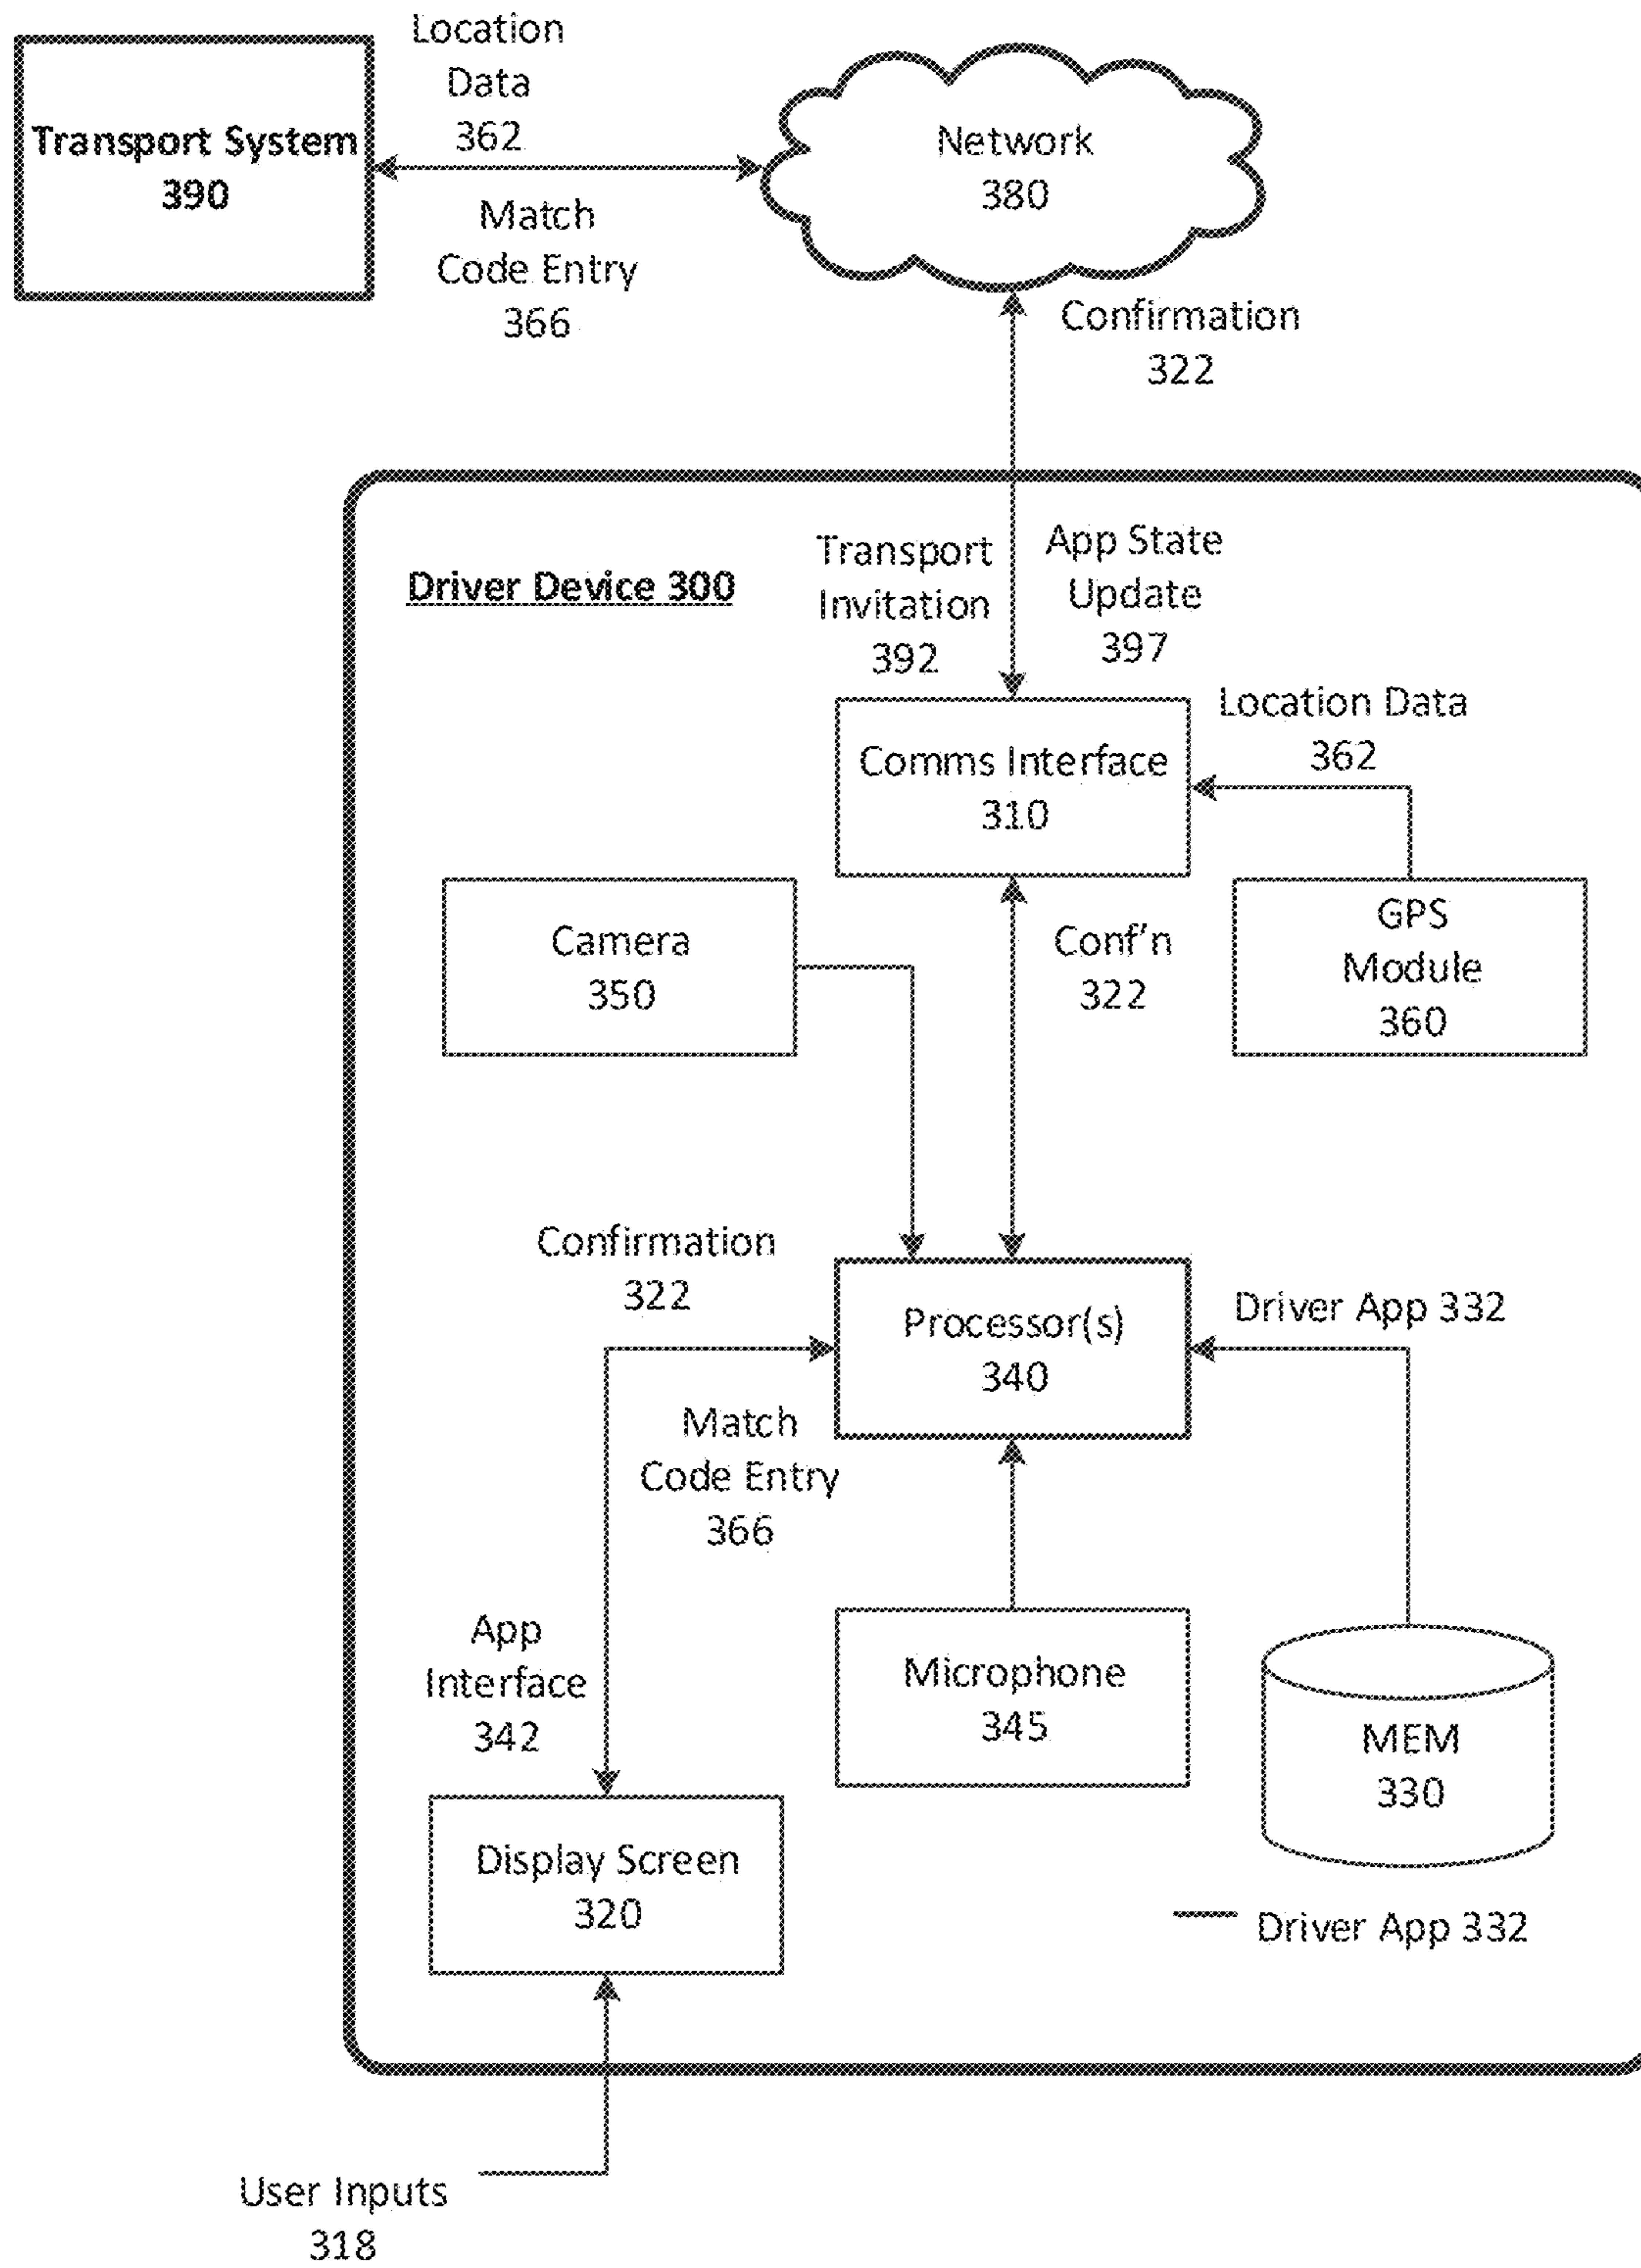 Transport System
390
Location
Data
362
Match
Code Entry
366
Network
380
Confirmation
322
Driver Device 300
Transport
Invitation
392
App State
Update
397
Comms Interface
310
Location Data
362
Camera
350
Conf'n
322
GPS
Module
360
Confirmation
322
Processor(s)
340
Driver App 332
Match
Code Entry
366
App
Interface
342
Microphone
345
MEM
330
Display Screen
320
Driver App 332
User Inputs
318